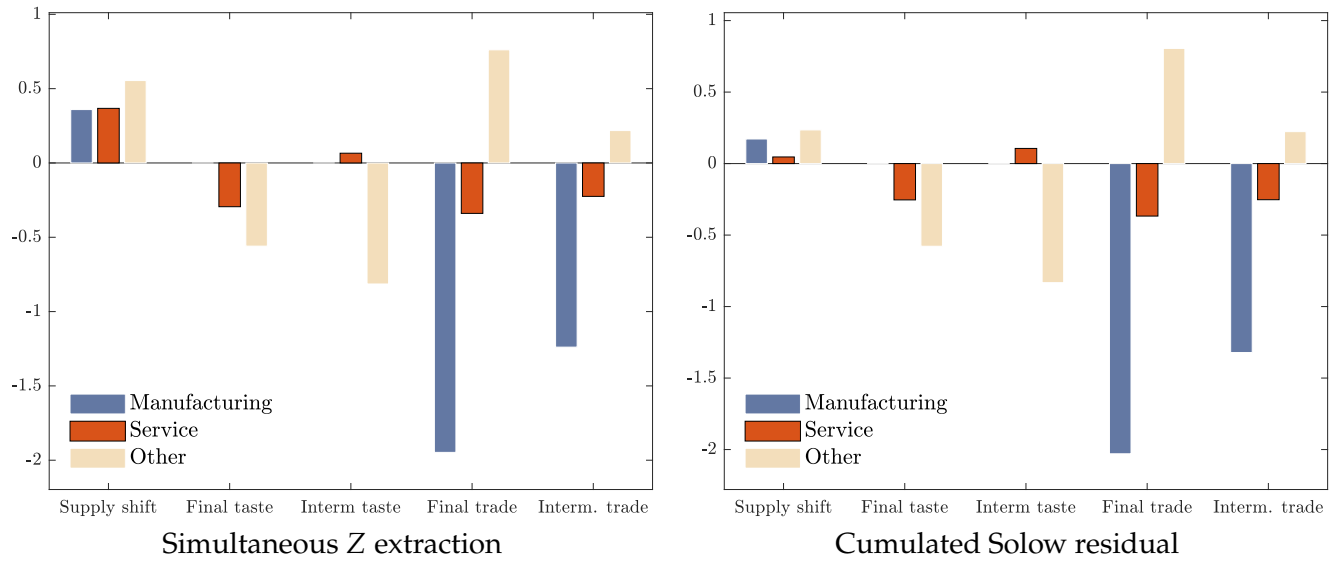 1
0.5
0
-0.5
-1
-1.5
-2
Manufacturing
Service
Other
Supply shift Final taste Interm taste Final trade Interm. trade
Simultaneous Z extraction
1
0.5
0
-0.5
-1
-1.5
-2
Manufacturing
Service
Other
Supply shift Final taste Interm taste Final trade Interm. trade
Cumulated Solow residual